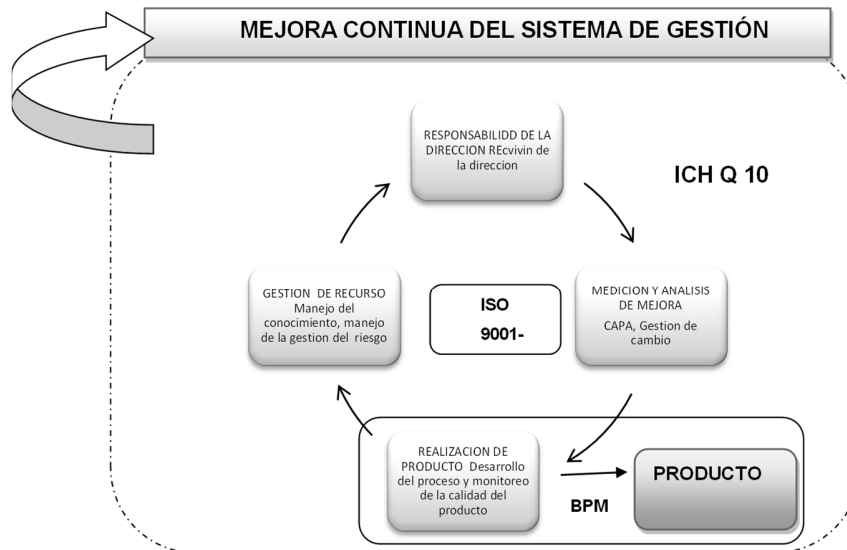 MEJORA CONTINUA DEL SISTEMA DE GESTIÓN
RESPONSABILIDD DE LA
DIRECCION REcvivin de
la direccion
ICH Q 10
GESTION DE RECURSO
Manejo del
conocimiento, manejo
de la gestion del riesgo
ISO
9001-
MEDICION Y ANALISIS
DE MEJORA
CAPA, Gestion de
cambio
REALIZACION DE
PRODUCTO Desarrollo
del proceso y monitoreo
de la calidad del
producto
BPM
PRODUCTO